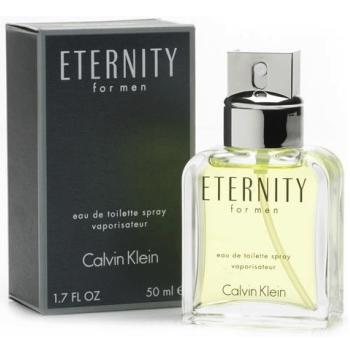 ETERNITY
for men
eau de toilette spray
vaporisateur
Calvin Klein
1.7 FL OZ 50 ml e
ETERNITY
for men
eau de toilette spray
vaporisateur
Calvin Klein